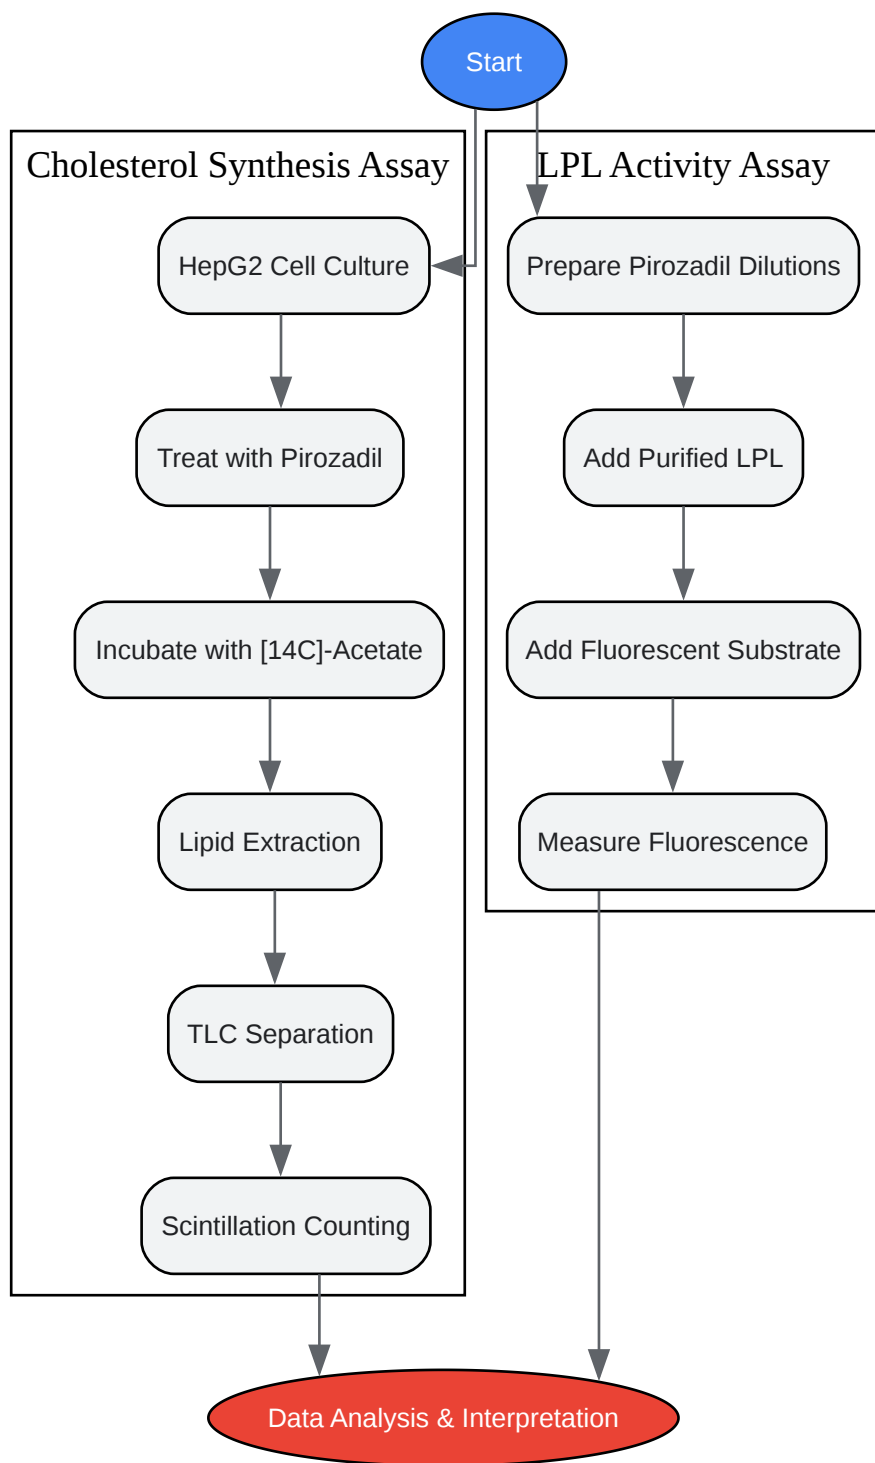 Start
Cholesterol Synthesis Assay
HepG2 Cell Culture
Treat with Pirozadil
Incubate with [14C]-Acetate
Lipid Extraction
TLC Separation
Scintillation Counting
LPL Activity Assay
Prepare Pirozadil Dilutions
Add Purified LPL
Add Fluorescent Substrate
Measure Fluorescence
Data Analysis & Interpretation